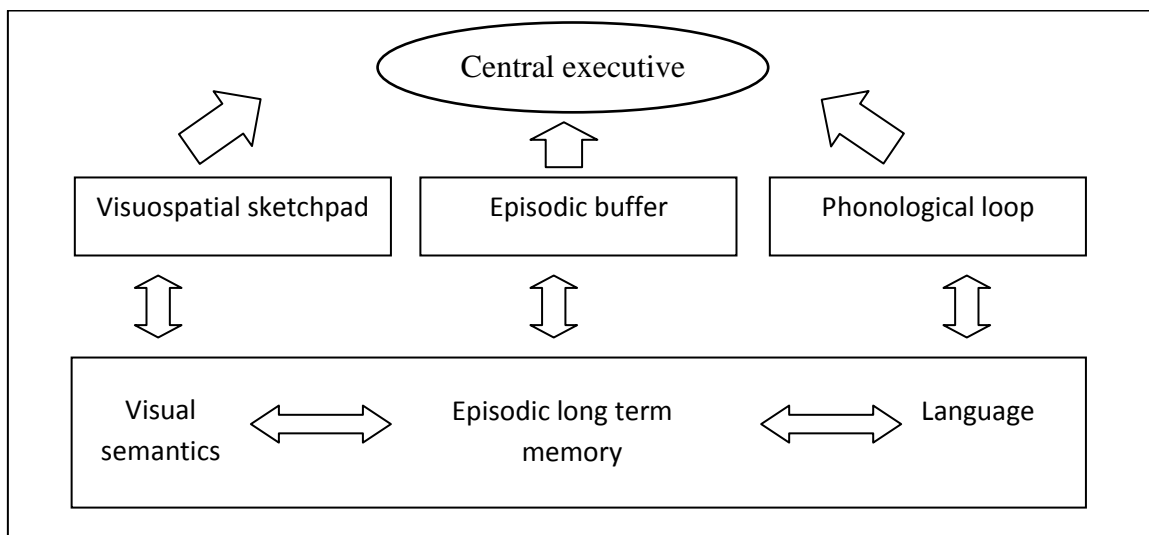 Central executive
Visuospatial sketchpad
Episodic buffer
Phonological loop
Visual
semantics
Episodic long term
memory
Language